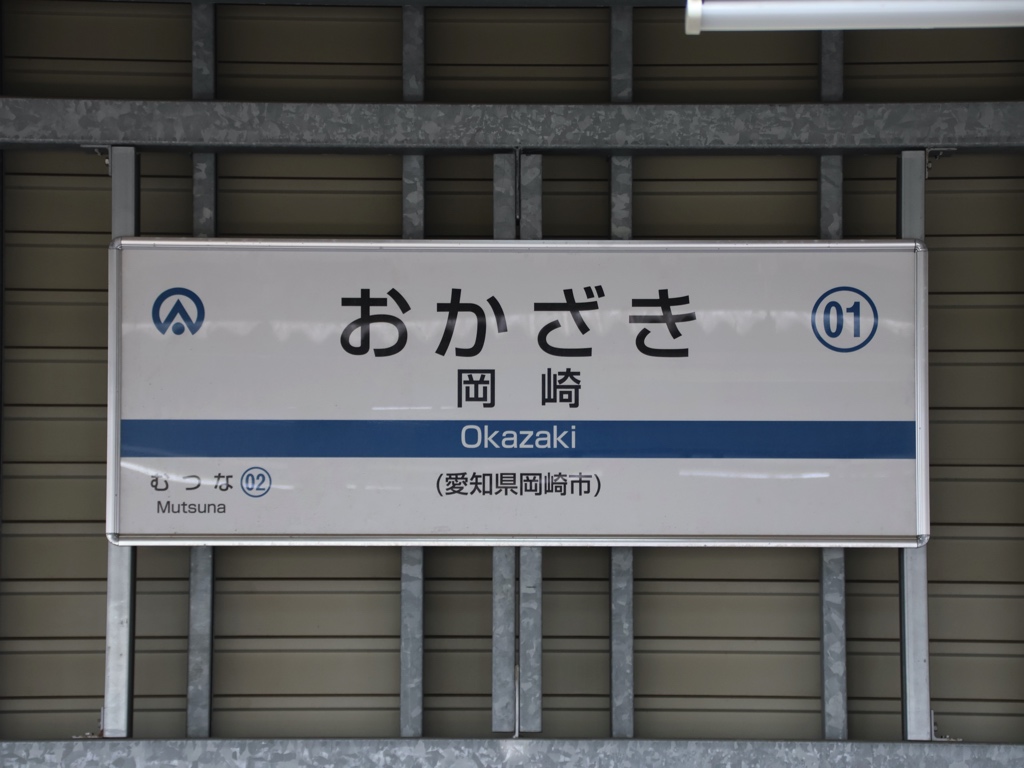 おかざき 01
岡崎
Okazaki
むつな 02
Mutsuna
(愛知県岡崎市)